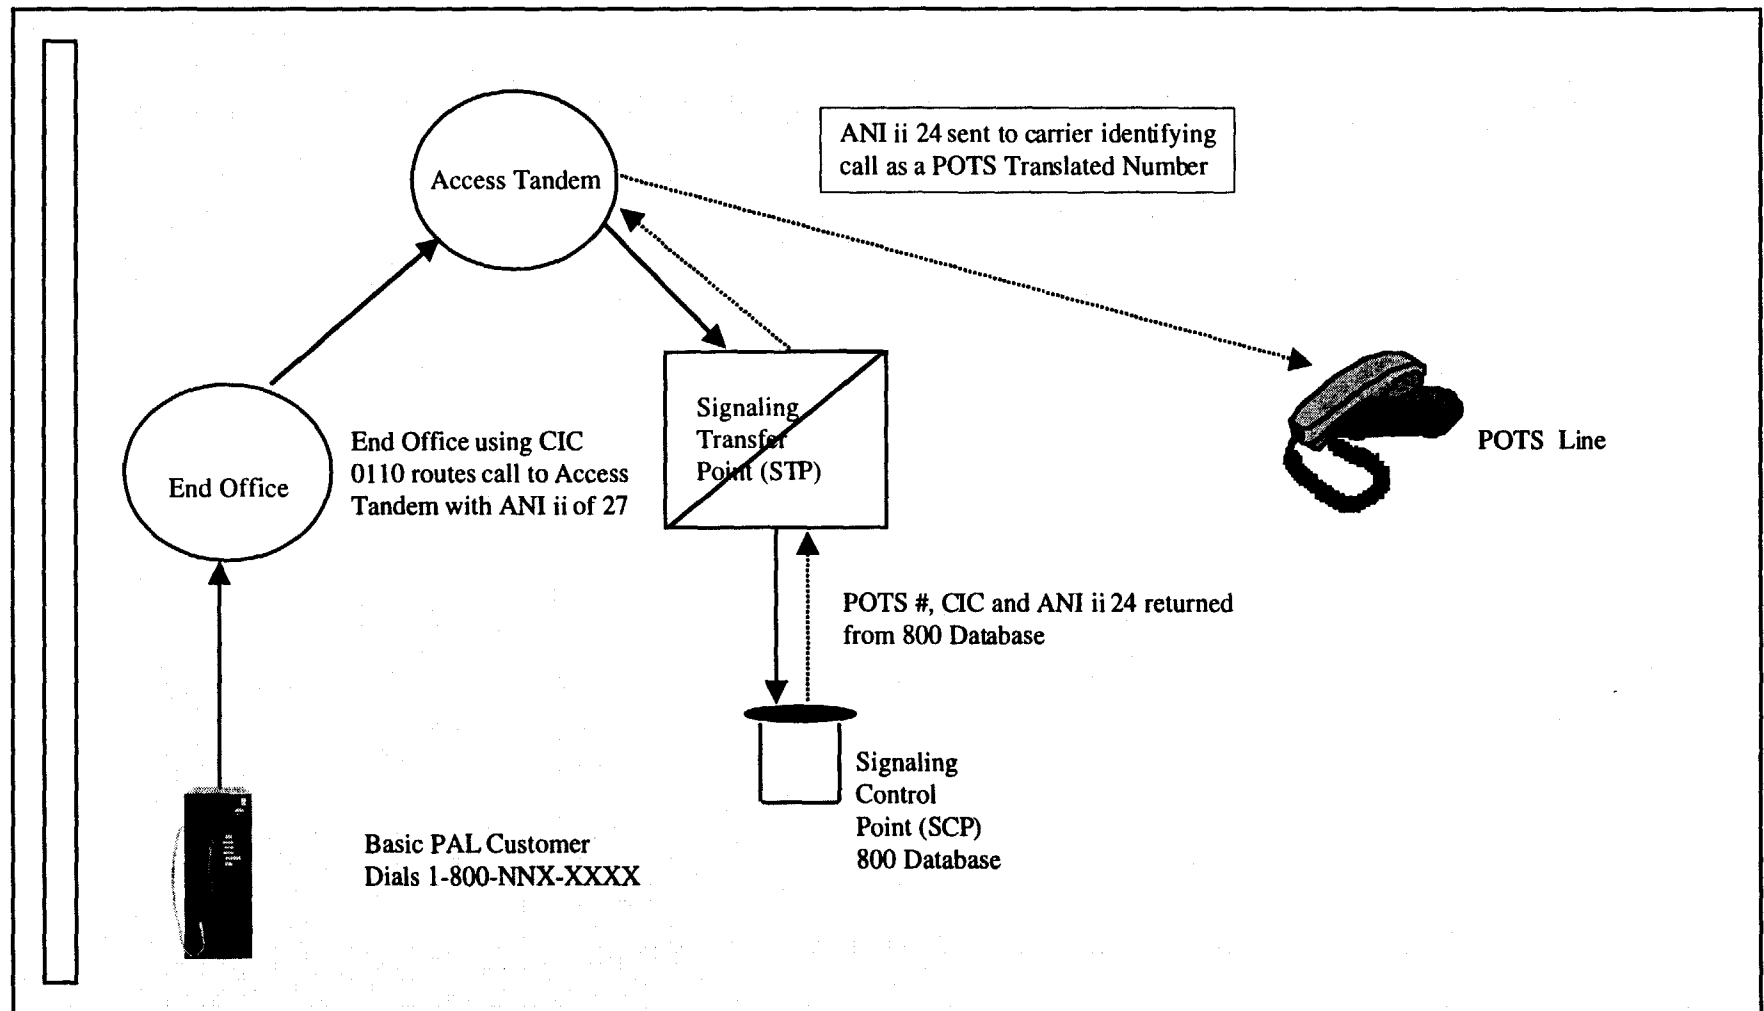 ANI ii 24 sent to carrier identifying
call as a POTS Translated Number
Access Tandem
Signaling
Transfer
Point (STP)
End Office using CIC
0110 routes call to Access
Tandem with ANI ii of 27
End Office
POTS Line
POTS #, CIC and ANI ii 24 returned
from 800 Database
Signaling
Control
Point (SCP)
800 Database
Basic PAL Customer
Dials 1-800-NNX-XXXX